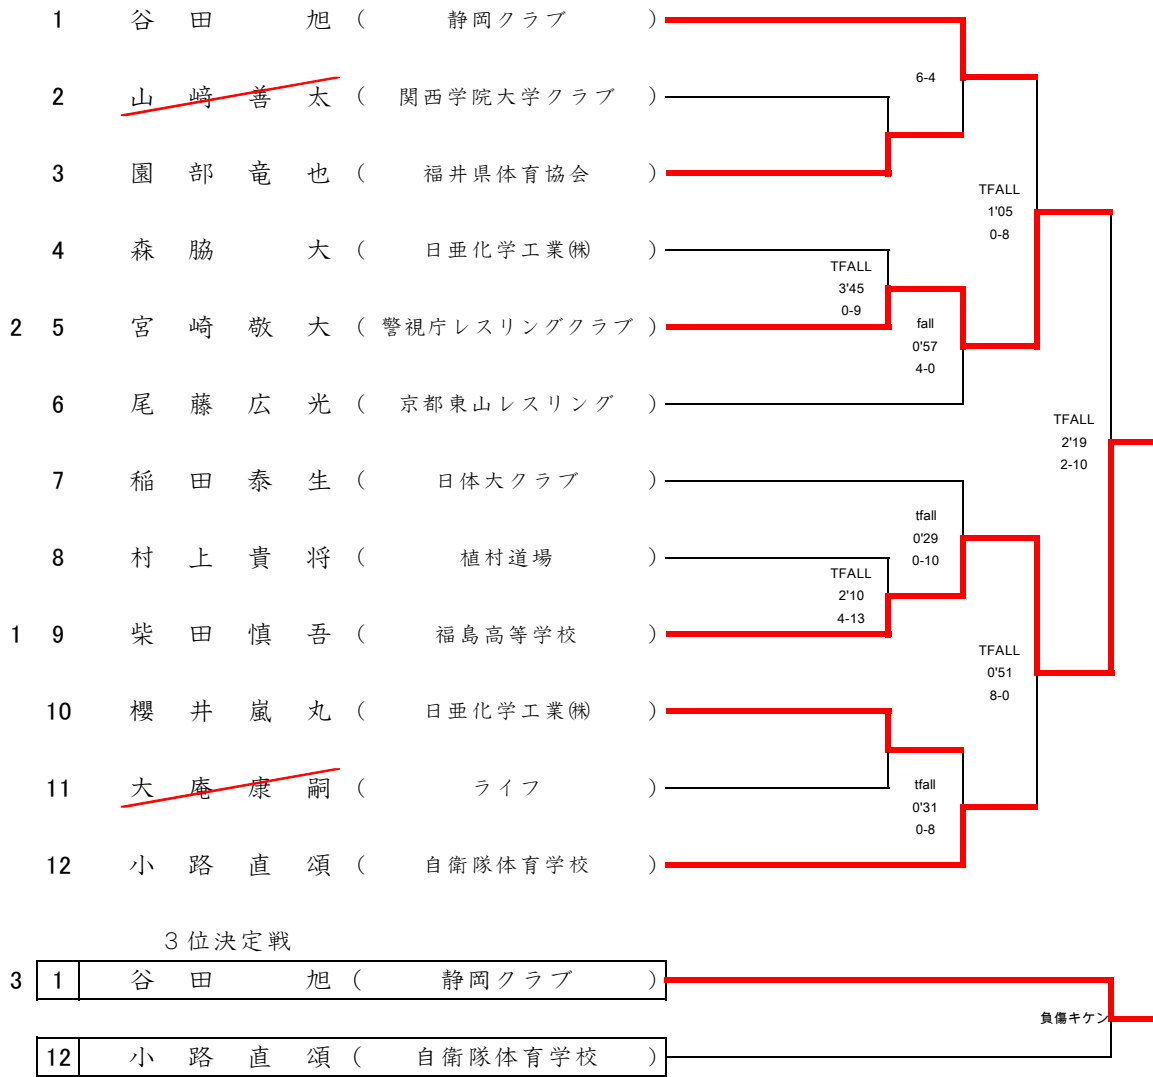 1 谷田 旭 ( 静岡クラブ )
6-4
2 山﨑善太 ( 関西学院大学クラブ )
3 園部竜也 ( 福井県体育協会 )
TFALL
1'05
0-8
4 森脇 大 ( 日亜化学工業㈱ )
TFALL
3'45
0-9
2 5 宮崎敬大 ( 警視庁レスリングクラブ )
fall
0'57
4-0
6 尾藤広光 ( 京都東山レスリング )
TFALL
2'19
2-10
7 稲田泰生 ( 日体大クラブ )
tfall
0'29
0-10
8 村上貴将 ( 植村道場 )
TFALL
2'10
4-13
1 9 柴田慎吾 ( 福島高等学校 )
TFALL
0'51
8-0
10 櫻井嵐丸 ( 日亜化学工業㈱ )
11 大庵康嗣 ( ライフ )
tfall
0'31
0-8
12 小路直頌 ( 自衛隊体育学校 )
3位決定戦
3 1 谷田 旭 ( 静岡クラブ )
負傷キケン
12 小路直頌 ( 自衛隊体育学校 )